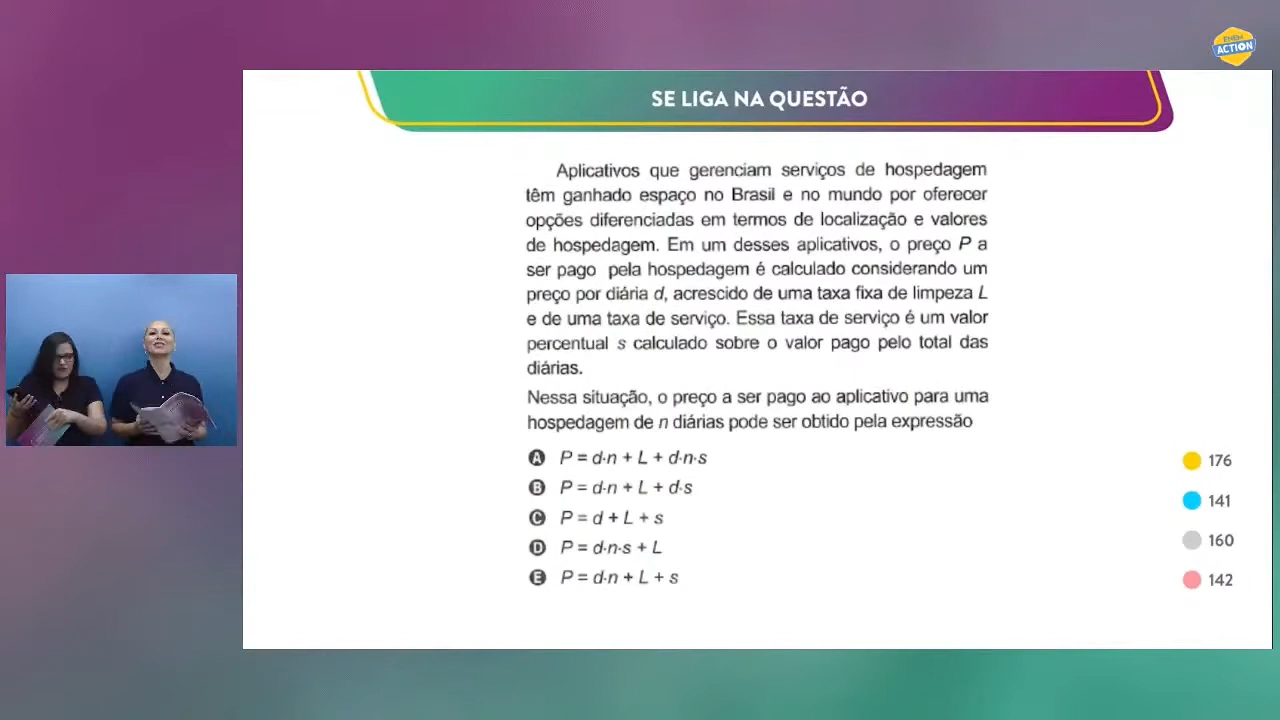 ENEM
ACTION
SE LIGA NA QUESTÃO
Aplicativos que gerenciam serviços de hospedagem
têm ganhado espaço no Brasil e no mundo por oferecer
opções diferenciadas em termos de localização e valores
de hospedagem. Em um desses aplicativos, o preço P a
ser pago pela hospedagem é calculado considerando um
preço por diária d, acrescido de uma taxa fixa de limpeza L
e de uma taxa de serviço. Essa taxa de serviço é um valor
percentual s calculado sobre o valor pago pelo total das
diárias.
Nessa situação, o preço a ser pago ao aplicativo para uma
hospedagem de n diárias pode ser obtido pela expressão
A P = d·n + L + d·n·s
B P = d·n + L + d·s
C P = d + L + s
D P = d·n·s + L
E P = d·n + L + s
176
141
160
142